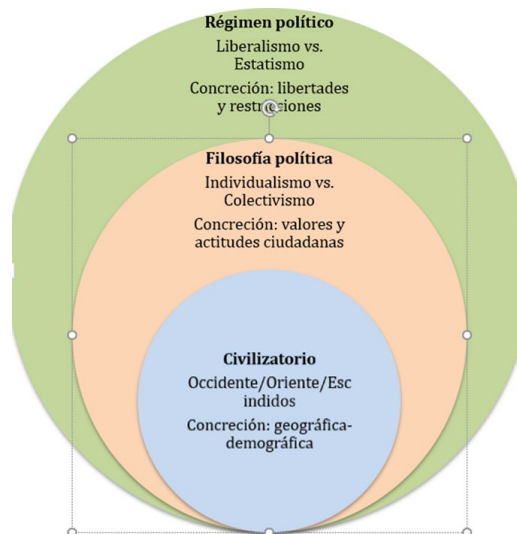 Régimen político
Liberalismo vs.
Estatismo
Concreción: libertades
y restricciones
Filosofía política
Individualismo vs.
Colectivismo
Concreción: valores y
actitudes ciudadanas
Civilizatorio
Occidente/Oriente/Esc
indidos
Concreción: geográfica-
demográfica